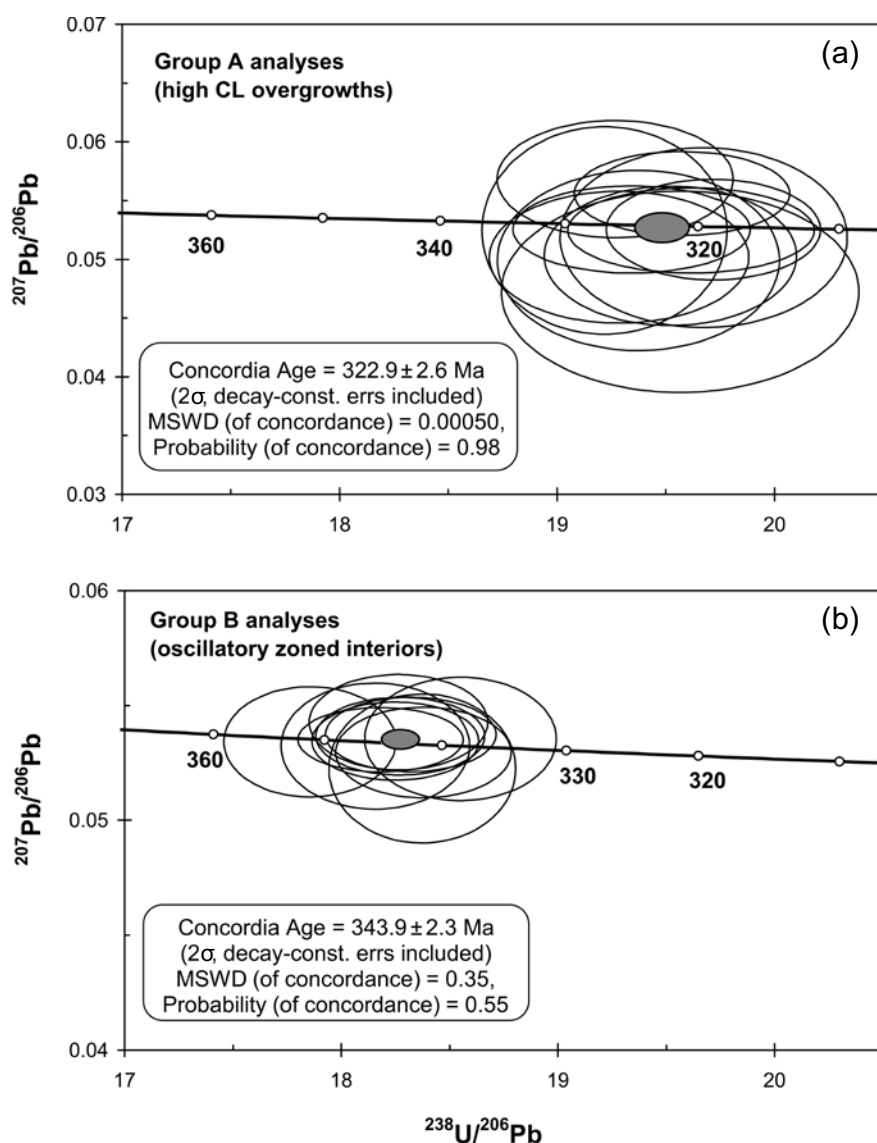 (a)
Group A analyses
(high CL overgrowths)
0.07
0.06
0.05
0.04
0.03
²⁰⁷Pb/²⁰⁶Pb
360
340
320
Concordia Age = 322.9±2.6 Ma
(2σ, decay-const. errs included)
MSWD (of concordance) = 0.00050,
Probability (of concordance) = 0.98
17
18
19
20
(b)
Group B analyses
(oscillatory zoned interiors)
0.06
0.05
0.04
²⁰⁷Pb/²⁰⁶Pb
360
330
320
Concordia Age = 343.9±2.3 Ma
(2σ, decay-const. errs included)
MSWD (of concordance) = 0.35,
Probability (of concordance) = 0.55
17
18
19
20
²³⁸U/²⁰⁶Pb